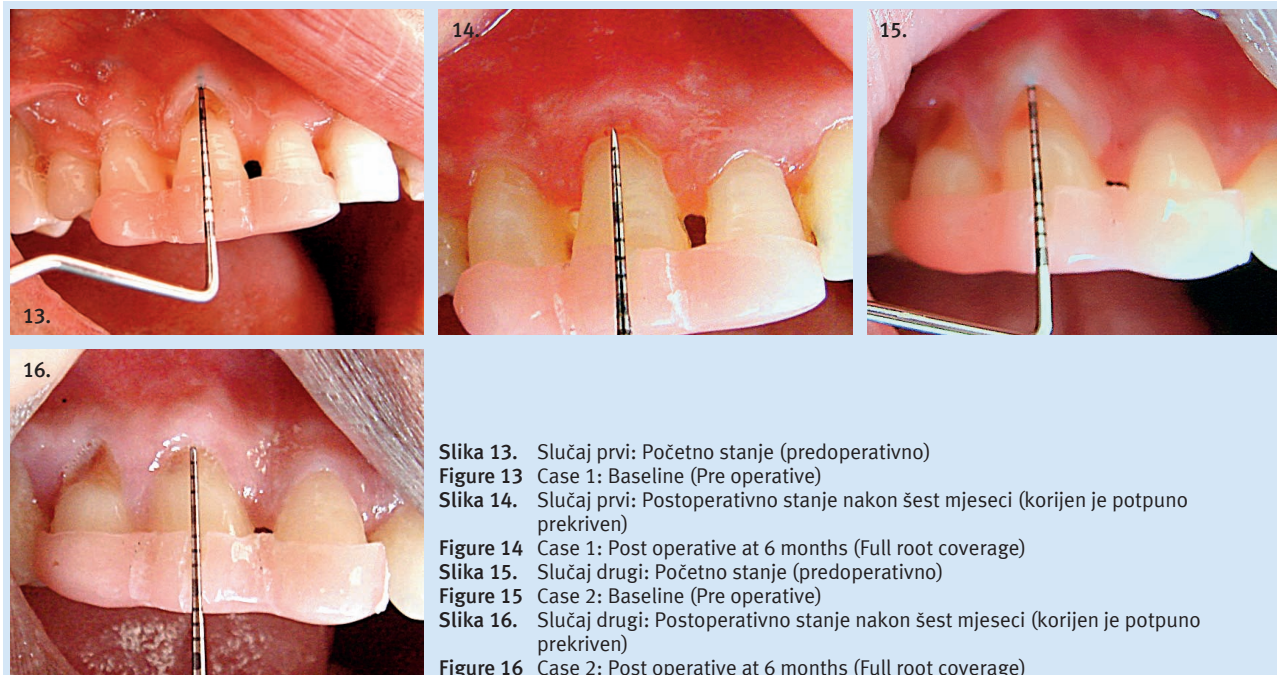 13.
14.
15.
16.
Slika 13. Slučaj prvi: Početno stanje (predoperativno)
Figure 13 Case 1: Baseline (Pre operative)
Slika 14. Slučaj prvi: Postoperativno stanje nakon šest mjeseci (korijen je potpuno
prekriven)
Figure 14 Case 1: Post operative at 6 months (Full root coverage)
Slika 15. Slučaj drugi: Početno stanje (predoperativno)
Figure 15 Case 2: Baseline (Pre operative)
Slika 16. Slučaj drugi: Postoperativno stanje nakon šest mjeseci (korijen je potpuno
prekriven)
Figure 16 Case 2: Post operative at 6 months (Full root coverage)